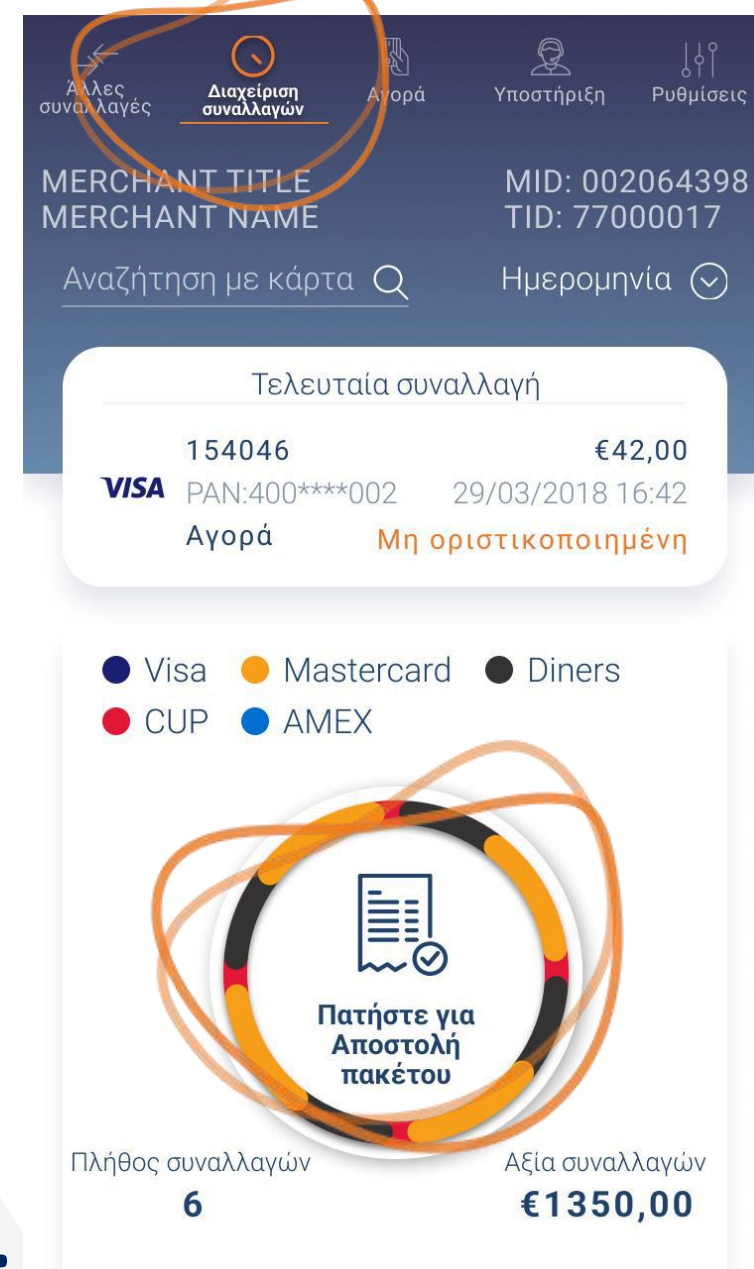 Άλλες
συναλλαγές
Διαχείριση
συναλλαγών
Αγορά
Υποστήριξη
Ρυθμίσεις
MERCHANT TITLE
MERCHANT NAME
MID: 002064398
TID: 77000017
Αναζήτηση με κάρτα
Ημερομηνία
Τελευταία συναλλαγή
154046 €42,00
VISA PAN:400****002 29/03/2018 16:42
Αγορά Μη οριστικοποιημένη
Visa Mastercard Diners
CUP AMEX
Πατήστε για
Αποστολή
πακέτου
Πλήθος συναλλαγών
6
Αξία συναλλαγών
€1350,00